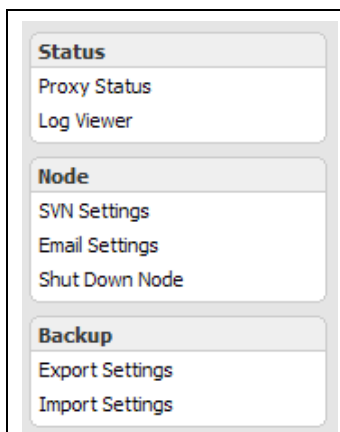 Status
Proxy Status
Log Viewer
Node
SVN Settings
Email Settings
Shut Down Node
Backup
Export Settings
Import Settings